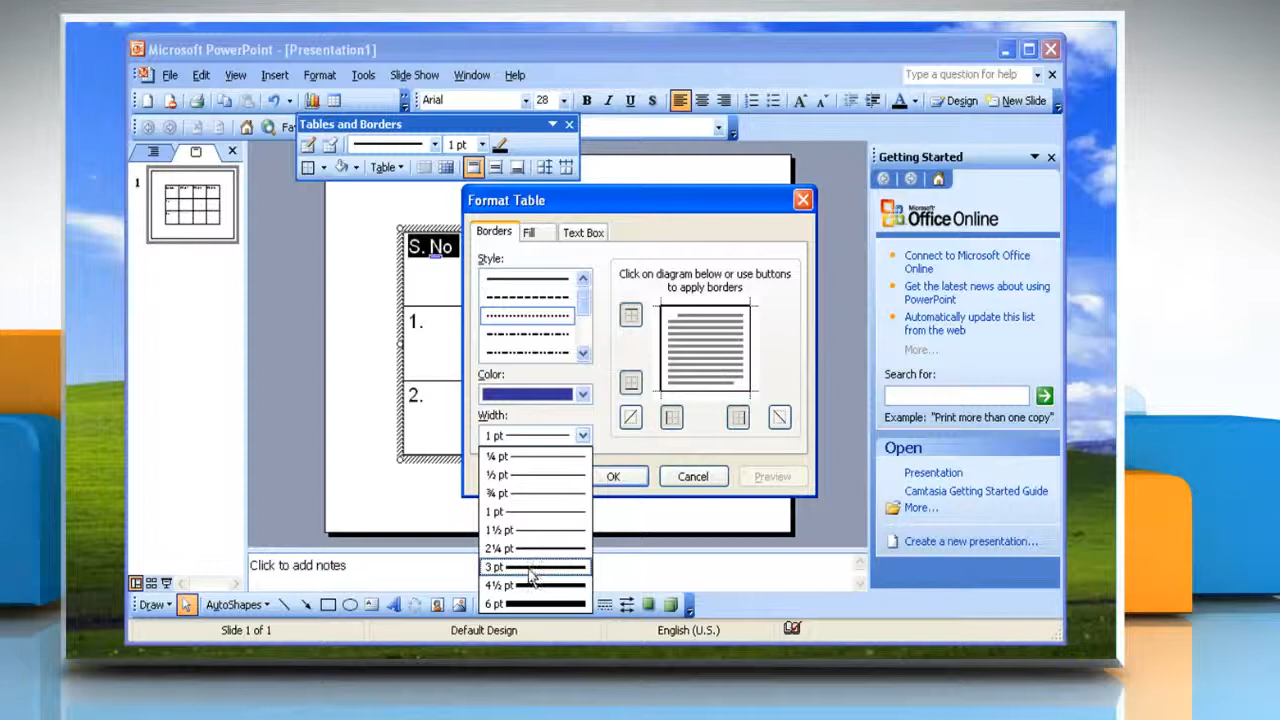 Microsoft PowerPoint - [Presentation1]
File Edit View Insert Format Tools Slide Show Window Help
Type a question for help
Arial 28 B I U S A A A Design New Slide
Tables and Borders
1 pt
Table
Getting Started
1
Microsoft
Office Online
Connect to Microsoft Office
Online
Get the latest news about using
PowerPoint
Automatically update this list
from the web
More...
Search for:
Example: "Print more than one copy"
Open
Presentation
Camtasia Getting Started Guide
More...
Create a new presentation...
S. No
1.
2.
Format Table
Borders Fill Text Box
Style:
Click on diagram below or use buttons
to apply borders
Color:
Width:
1 pt
¼ pt
½ pt
¾ pt
1 pt
1½ pt
2¼ pt
3 pt
4½ pt
6 pt
OK Cancel Preview
Click to add notes
Draw AutoShapes
Slide 1 of 1 Default Design English (U.S.)